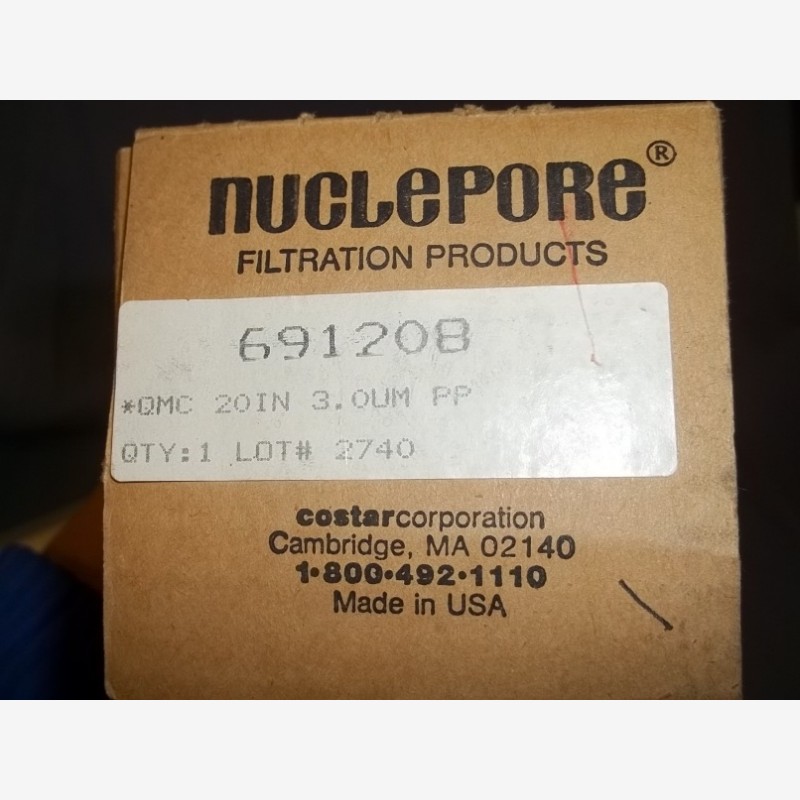 nuclepore®
FILTRATION PRODUCTS
691208
*QMC 20IN 3.0UM PP
QTY:1 LOT# 2740
costarcorporation
Cambridge, MA 02140
1•800•492•1110
Made in USA